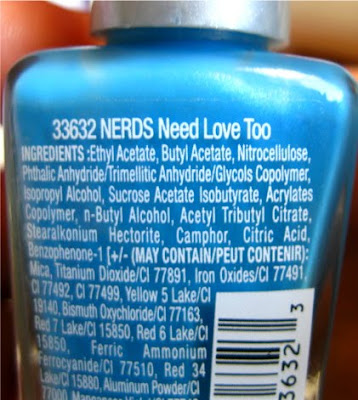 33632 NERDS Need Love Too
INGREDIENTS :Ethyl Acetate, Butyl Acetate, Nitrocellulose,
Phthalic Anhydride/Trimellitic Anhydride/Glycols Copolymer,
Isopropyl Alcohol, Sucrose Acetate Isobutyrate, Acrylates
Copolymer, n-Butyl Alcohol, Acetyl Tributyl Citrate,
Stearalkonium Hectorite, Camphor, Citric Acid,
Benzophenone-1 [+/- (MAY CONTAIN/PEUT CONTENIR):
Mica, Titanium Dioxide/CI 77891, Iron Oxides/CI 77491,
CI 77492, CI 77499, Yellow 5 Lake/CI
19140, Bismuth Oxychloride/CI 77163,
Red 7 Lake/CI 15850, Red 6 Lake/CI
15850, Ferric Ammonium
Ferrocyanide/CI 77510, Red 34
Lake/CI 15880, Aluminum Powder/CI
77000,
33632 3